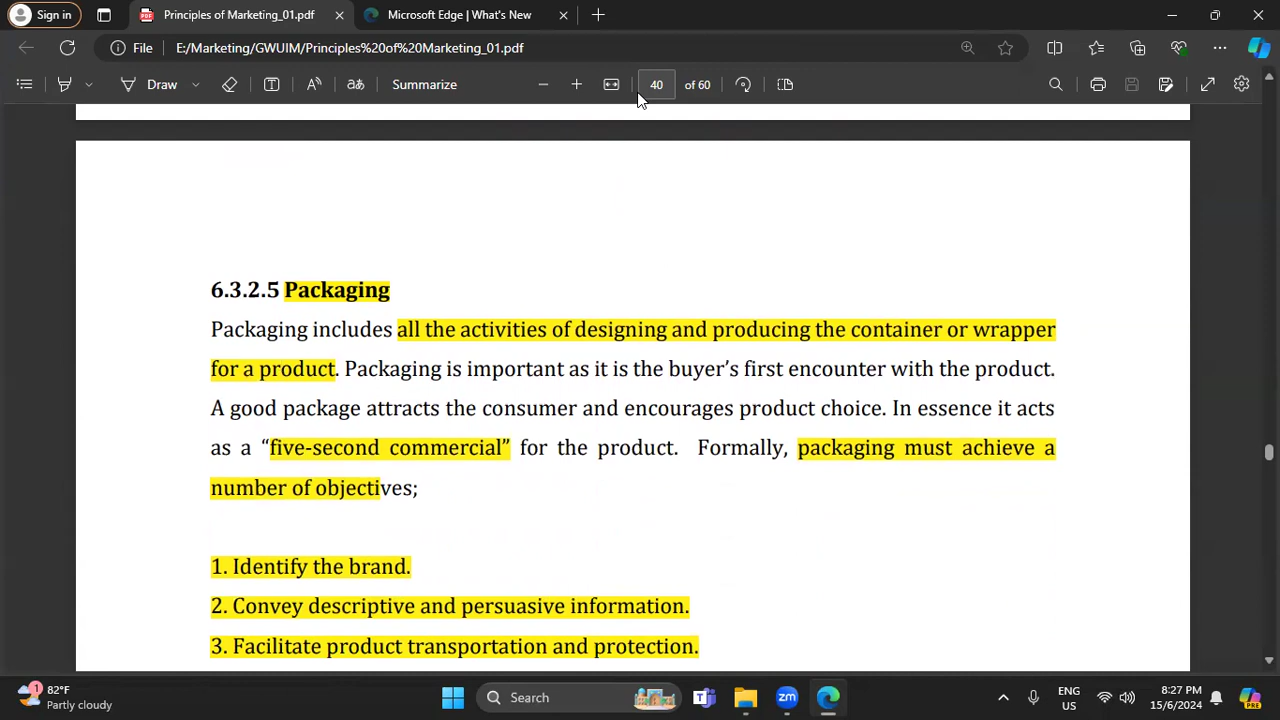 Sign in
Principles of Marketing_01.pdf
Microsoft Edge | What's New
File
E:/Marketing/GWUIM/Principles%20of%20Marketing_01.pdf
Draw
aあ
Summarize
40 of 60
6.3.2.5 Packaging
Packaging includes all the activities of designing and producing the container or wrapper
for a product. Packaging is important as it is the buyer’s first encounter with the product.
A good package attracts the consumer and encourages product choice. In essence it acts
as a “five-second commercial” for the product. Formally, packaging must achieve a
number of objectives;
1. Identify the brand.
2. Convey descriptive and persuasive information.
3. Facilitate product transportation and protection.
1
82°F
Partly cloudy
Search
zm
ENG
US
8:27 PM
15/6/2024
PRE